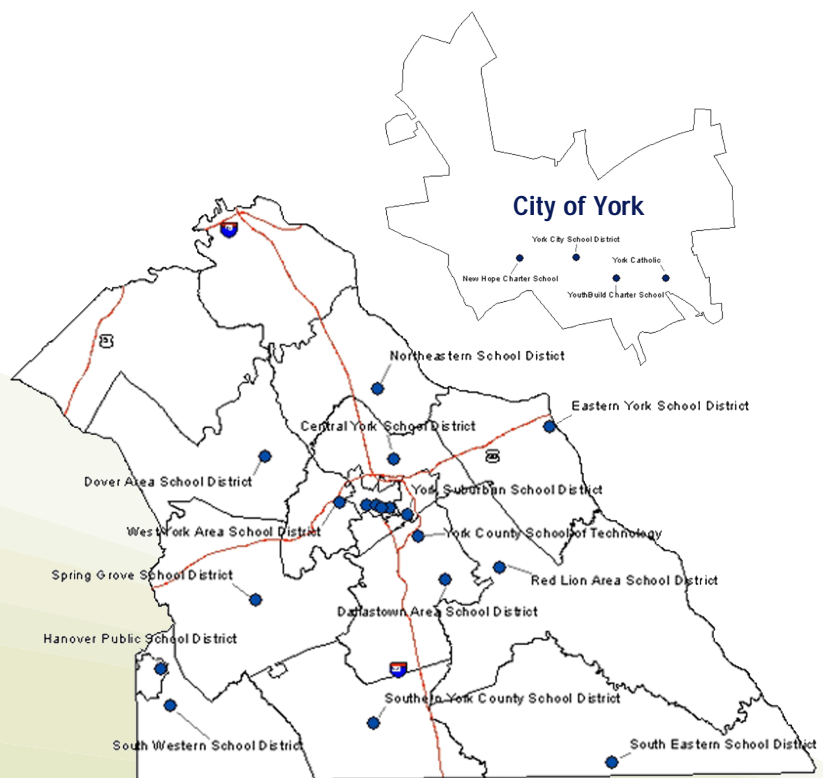 City of York
York City School District
York Catholic
New Hope Charter School
YouthBuild Charter School
Northeastern School Distict
Eastern York School District
Central York School District
Dover Area School District
York Suburban School District
West York Area School District
York County School of Technology
Spring Grove School District
Red Lion Area School District
Dallastown Area School District
Hanover Public School District
Southern York County School District
South Western School District
South Eastern School District